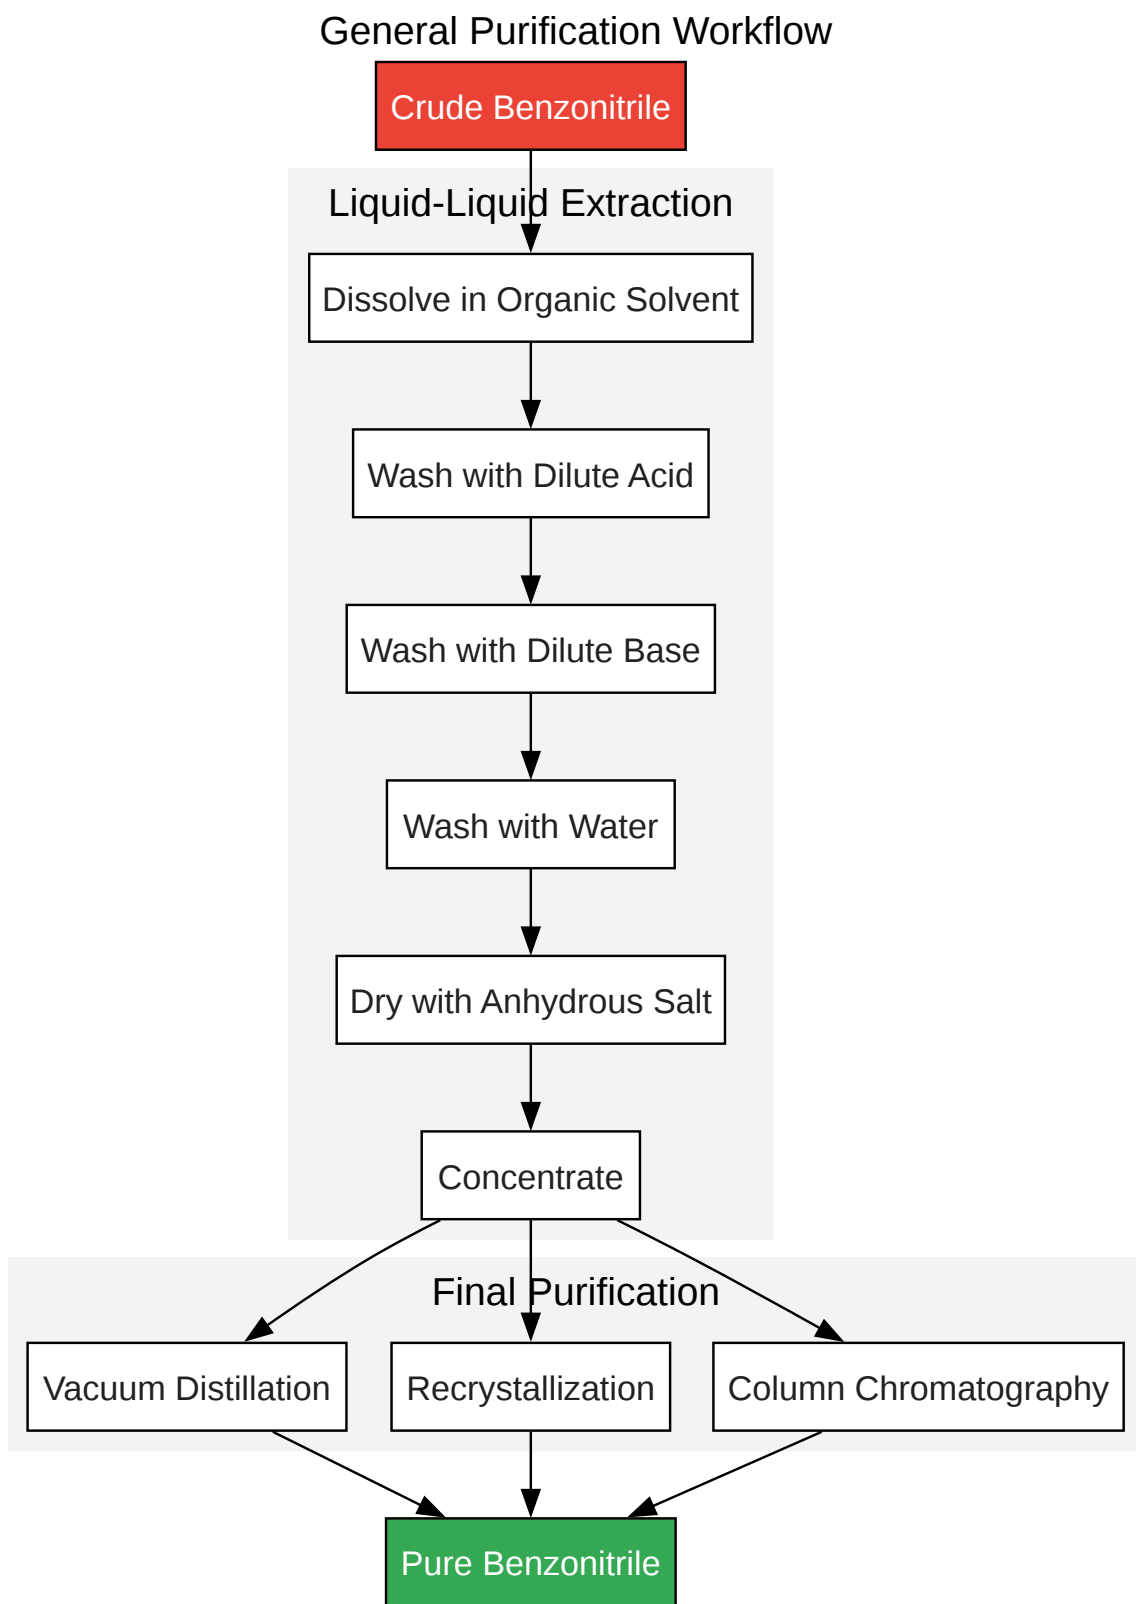 General Purification Workflow
Crude Benzonitrile
Liquid-Liquid Extraction
Dissolve in Organic Solvent
Wash with Dilute Acid
Wash with Dilute Base
Wash with Water
Dry with Anhydrous Salt
Concentrate
Final Purification
Vacuum Distillation
Recrystallization
Column Chromatography
Pure Benzonitrile